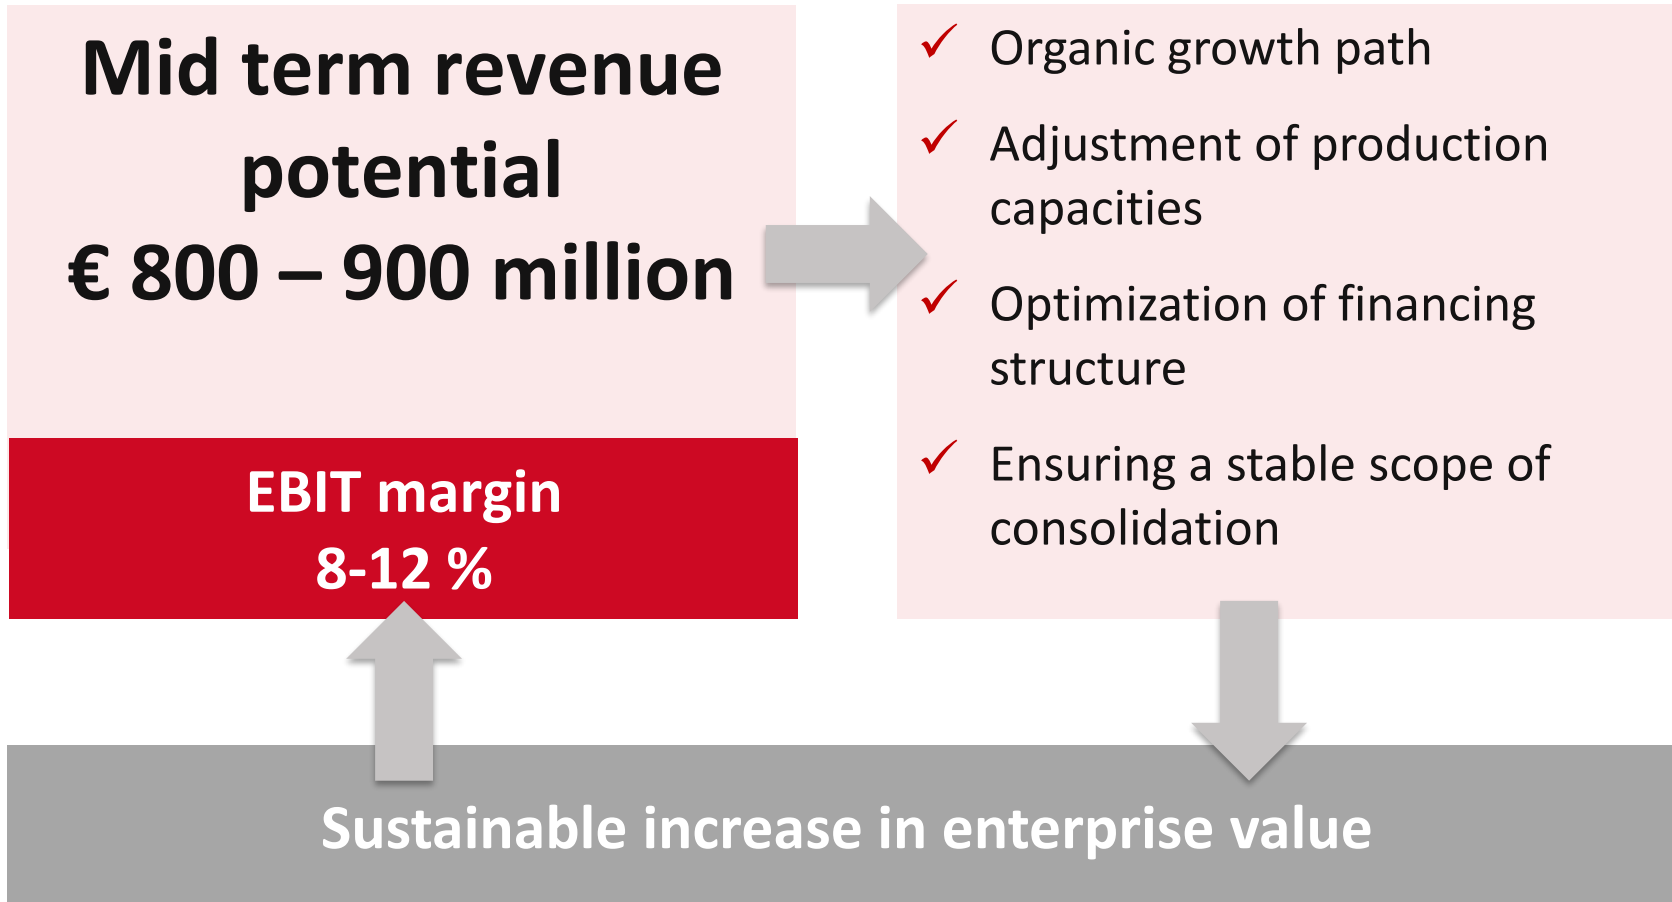 Mid term revenue
potential
€ 800 – 900 million
EBIT margin
8-12 %
✓ Organic growth path
✓ Adjustment of production
capacities
✓ Optimization of financing
structure
✓ Ensuring a stable scope of
consolidation
Sustainable increase in enterprise value